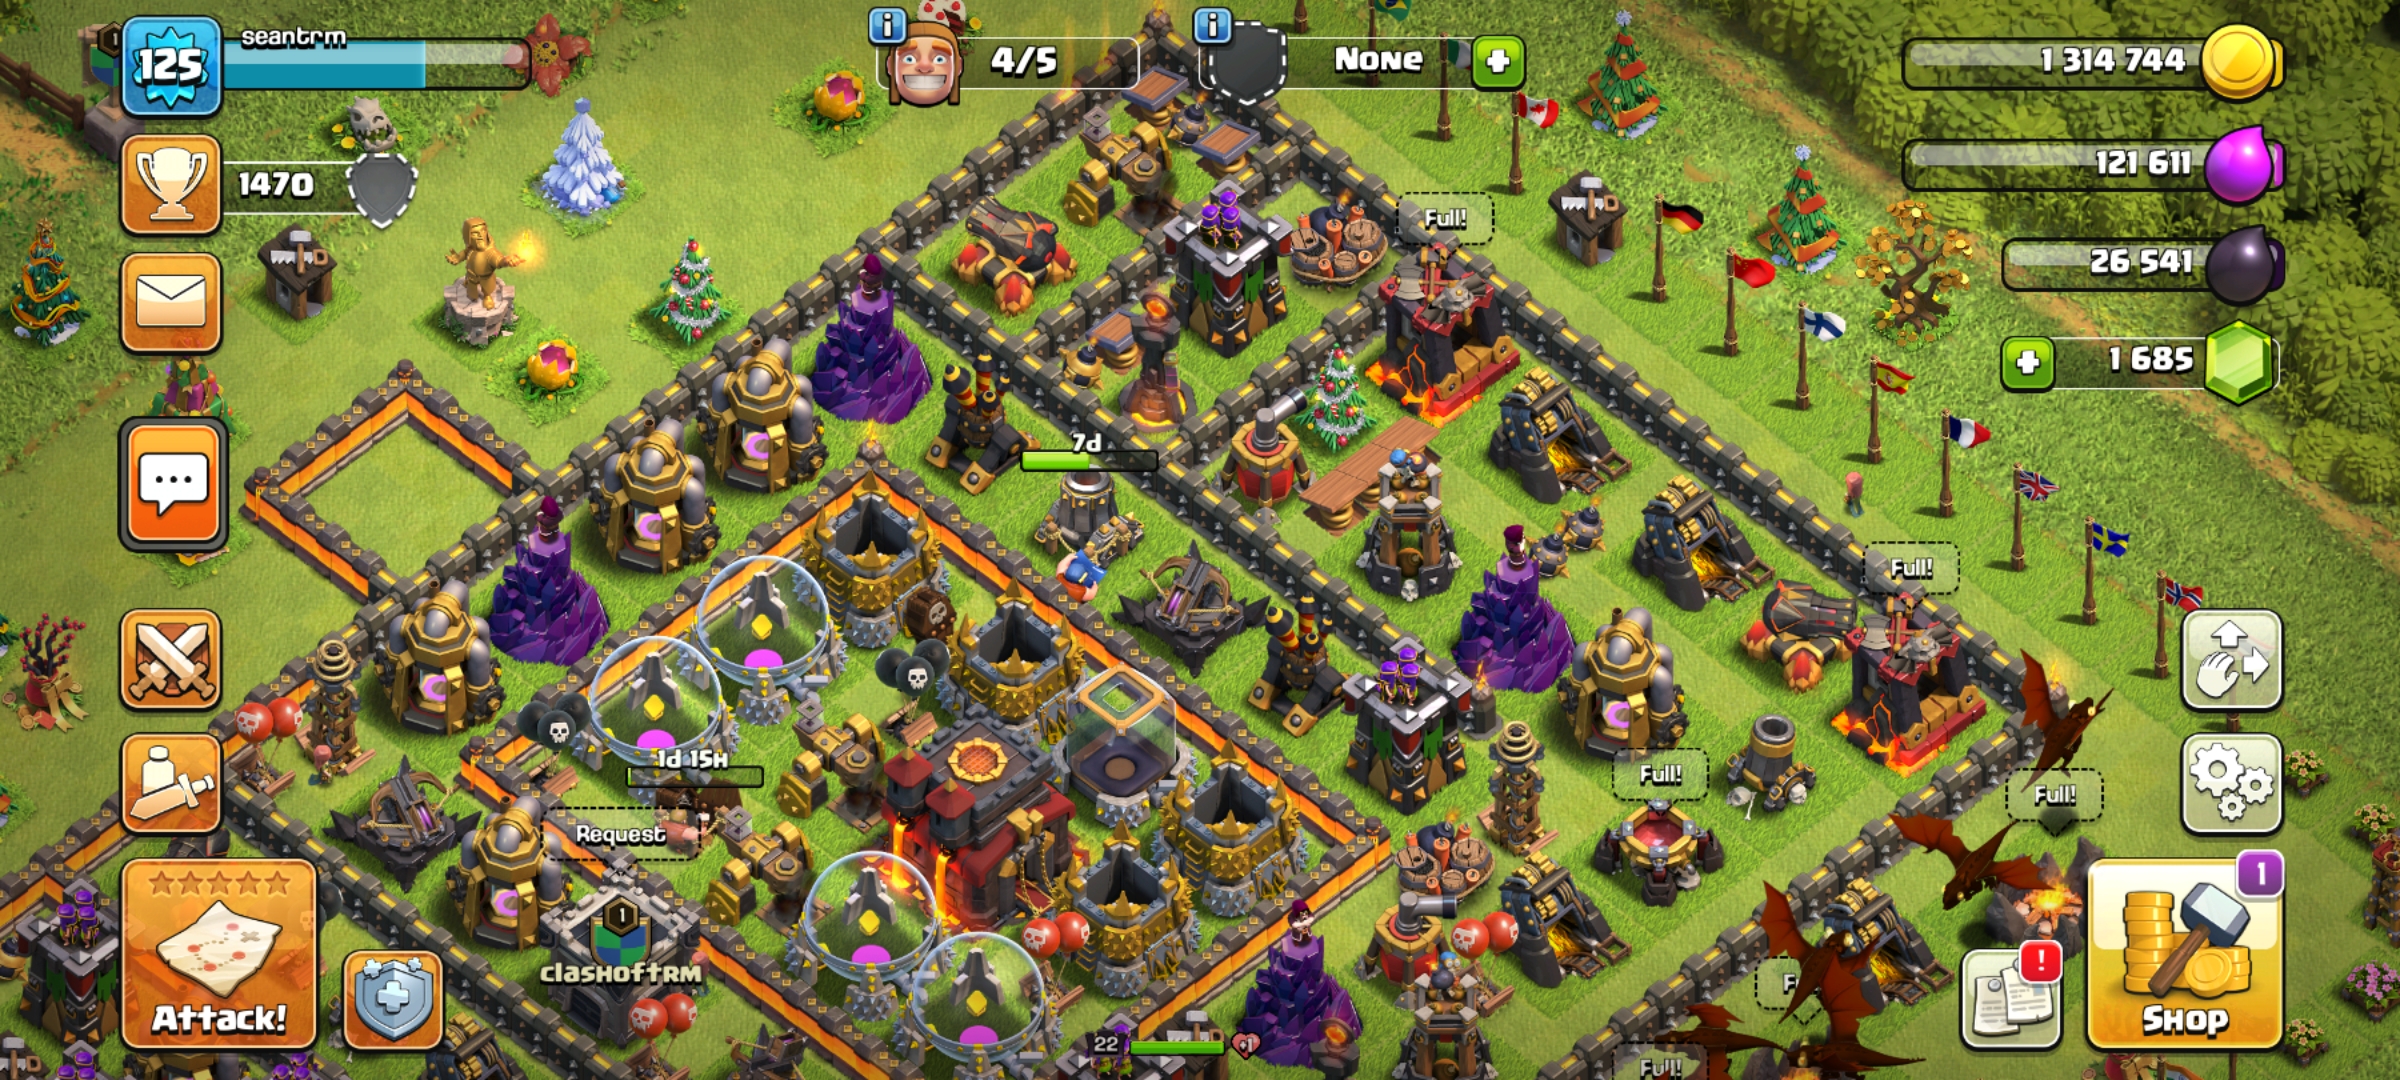 125
seantrm
4/5
None
1 314 744
1470
121 611
Full!
26 541
1 685
7d
Full!
1d 15h
Full!
Full!
Request
1
1
clashoftrm
Attack!
Shop
22
+1
Full!